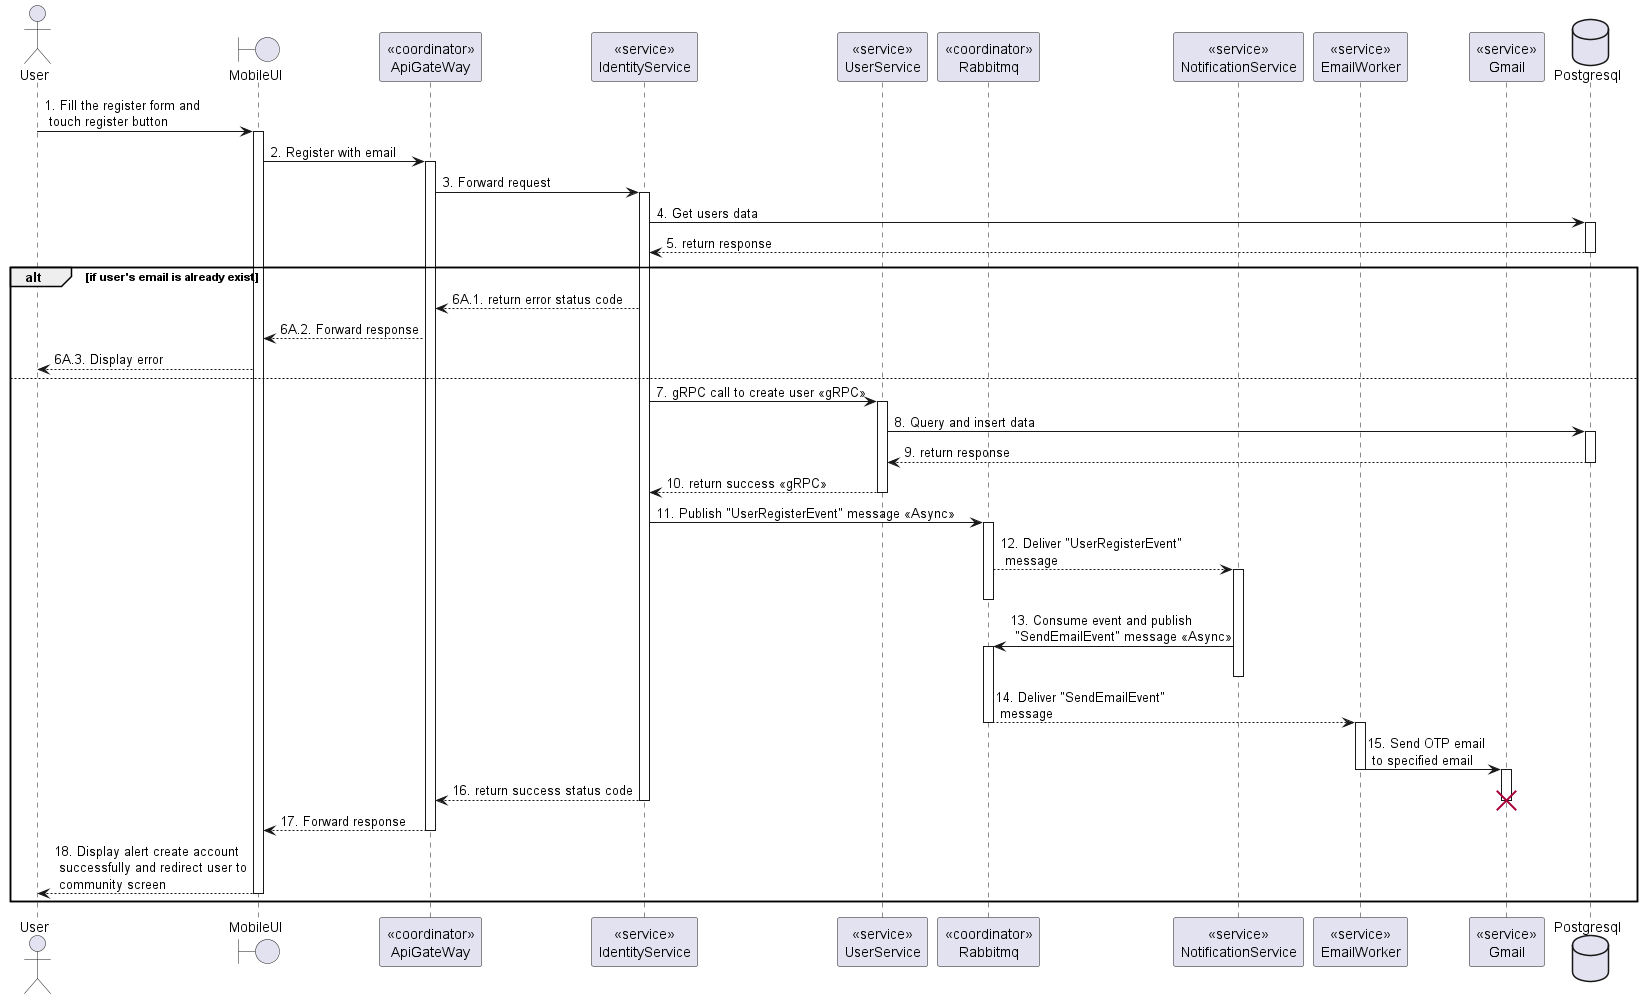 User
MobileUI
«coordinator»
ApiGateWay
«service»
IdentityService
«service»
UserService
«coordinator»
Rabbitmq
«service»
NotificationService
«service»
EmailWorker
«service»
Gmail
Postgresql
1. Fill the register form and
touch register button
2. Register with email
3. Forward request
4. Get users data
5. return response
alt
[if user's email is already exist]
6A.1. return error status code
6A.2. Forward response
6A.3. Display error
7. gRPC call to create user «gRPC»
8. Query and insert data
9. return response
10. return success «gRPC»
11. Publish "UserRegisterEvent" message «Async»
12. Deliver "UserRegisterEvent"
message
13. Consume event and publish
"SendEmailEvent" message «Async»
14. Deliver "SendEmailEvent"
message
15. Send OTP email
to specified email
16. return success status code
17. Forward response
18. Display alert create account
successfully and redirect user to
community screen
User
MobileUI
«coordinator»
ApiGateWay
«service»
IdentityService
«service»
UserService
«coordinator»
Rabbitmq
«service»
NotificationService
«service»
EmailWorker
«service»
Gmail
Postgresql